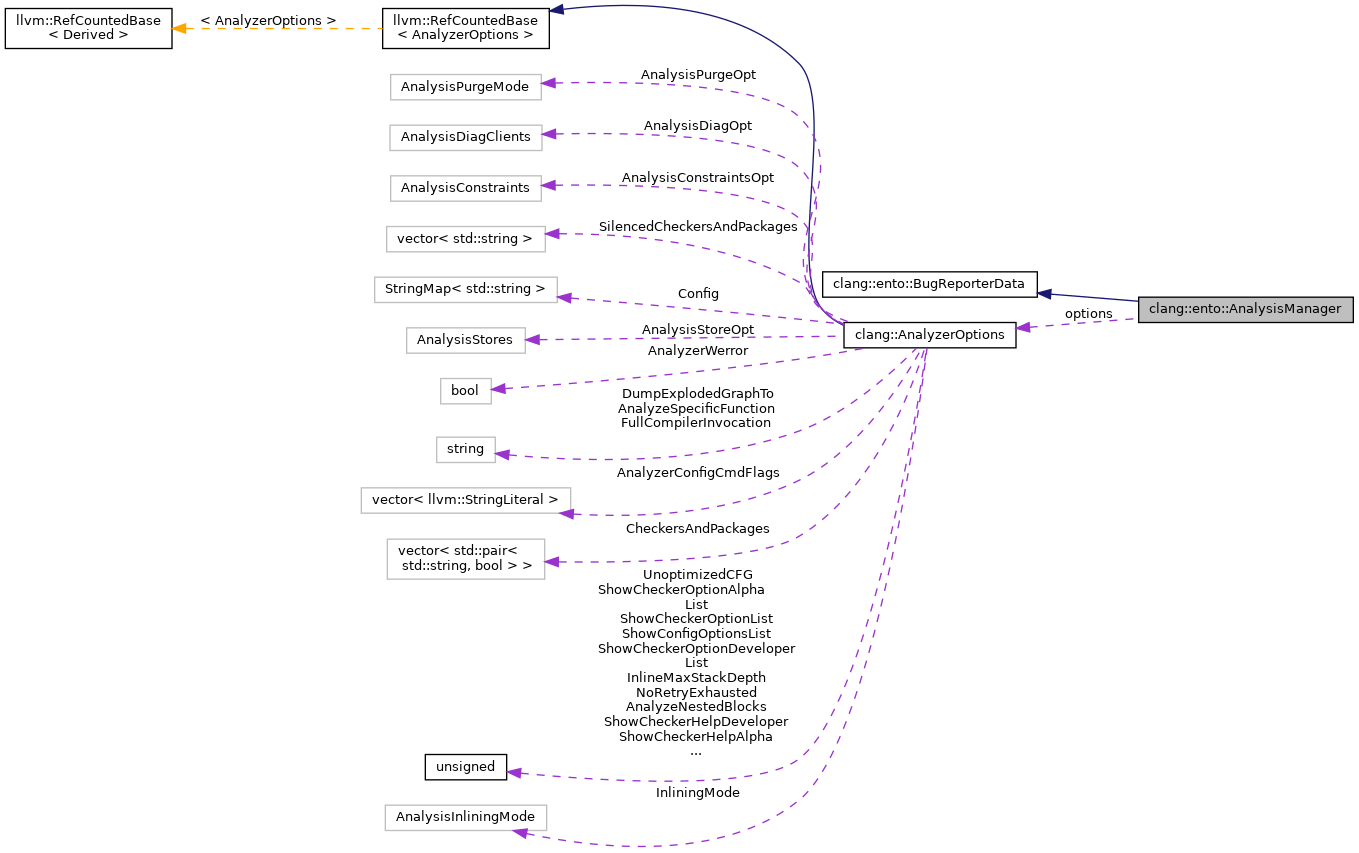 llvm::RefCountedBase
< Derived >
< AnalyzerOptions >
llvm::RefCountedBase
< AnalyzerOptions >
AnalysisPurgeOpt
AnalysisPurgeMode
AnalysisDiagOpt
AnalysisDiagClients
AnalysisConstraintsOpt
AnalysisConstraints
SilencedCheckersAndPackages
vector< std::string >
Config
StringMap< std::string >
clang::ento::BugReporterData
clang::ento::AnalysisManager
options
clang::AnalyzerOptions
AnalysisStoreOpt
AnalysisStores
AnalyzerWerror
bool
DumpExplodedGraphTo
AnalyzeSpecificFunction
FullCompilerInvocation
string
AnalyzerConfigCmdFlags
vector< llvm::StringLiteral >
CheckersAndPackages
vector< std::pair<
std::string, bool > >
UnoptimizedCFG
ShowCheckerOptionAlpha
List
ShowCheckerOptionList
ShowConfigOptionsList
ShowCheckerOptionDeveloper
List
InlineMaxStackDepth
NoRetryExhausted
AnalyzeNestedBlocks
ShowCheckerHelpDeveloper
ShowCheckerHelpAlpha
...
unsigned
InliningMode
AnalysisInliningMode